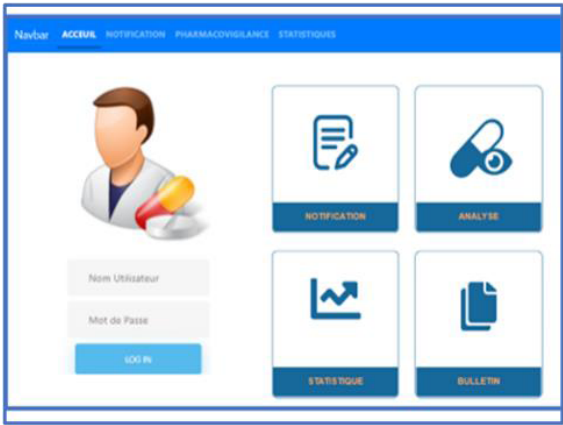 Navbar ACCEUIL NOTIFICATION PHARMACOVIGILANCE STATISTIQUES
NOTIFICATION
ANALYSE
Nom Utilisateur
Mot de Passe
LOG IN
STATISTIQUE
BULLETIN